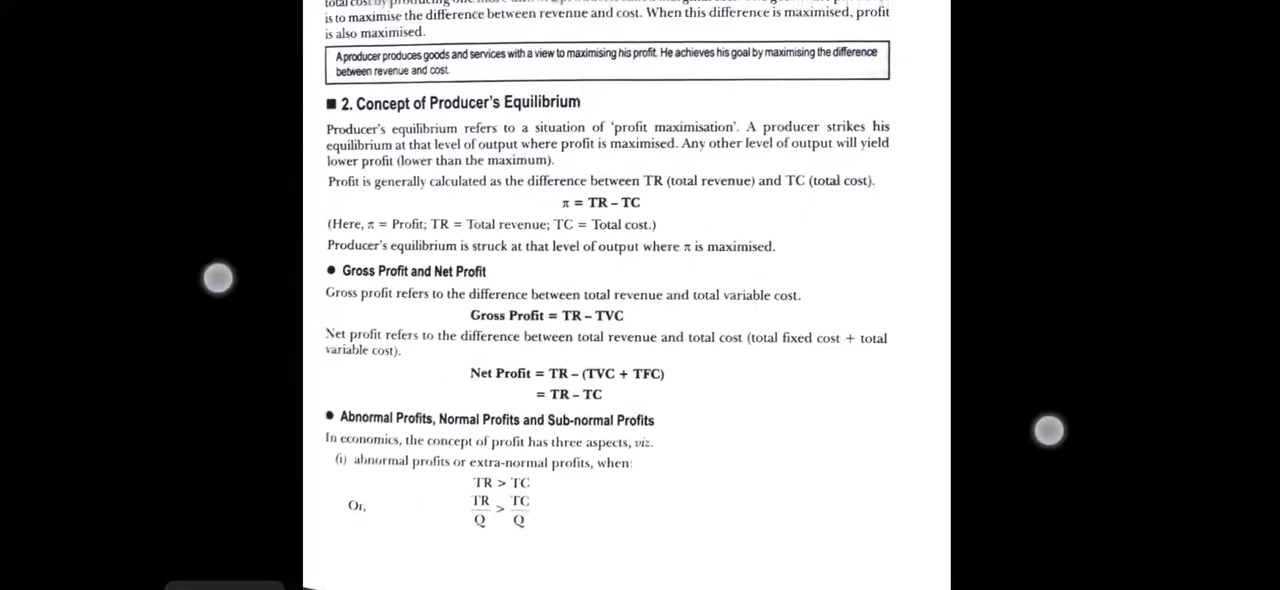 is to maximise the difference between revenue and cost. When this difference is maximised, profit
is also maximised.
A producer produces goods and services with a view to maximising his profit. He achieves his goal by maximising the difference
between revenue and cost.
2. Concept of Producer's Equilibrium
Producer's equilibrium refers to a situation of 'profit maximisation'. A producer strikes his
equilibrium at that level of output where profit is maximised. Any other level of output will yield
lower profit (lower than the maximum).
Profit is generally calculated as the difference between TR (total revenue) and TC (total cost).
π = TR – TC
(Here, π = Profit; TR = Total revenue; TC = Total cost.)
Producer's equilibrium is struck at that level of output where π is maximised.
● Gross Profit and Net Profit
Gross profit refers to the difference between total revenue and total variable cost.
Gross Profit = TR – TVC
Net profit refers to the difference between total revenue and total cost (total fixed cost + total
variable cost).
Net Profit = TR – (TVC + TFC)
= TR – TC
● Abnormal Profits, Normal Profits and Sub-normal Profits
In economics, the concept of profit has three aspects, viz.
(i) abnormal profits or extra-normal profits, when:
TR > TC
Or, TR/Q > TC/Q